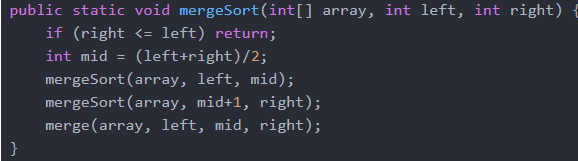 public static void mergeSort(int[] array, int left, int right) {
    if (right <= left) return;
    int mid = (left+right)/2;
    mergeSort(array, left, mid);
    mergeSort(array, mid+1, right);
    merge(array, left, mid, right);
}